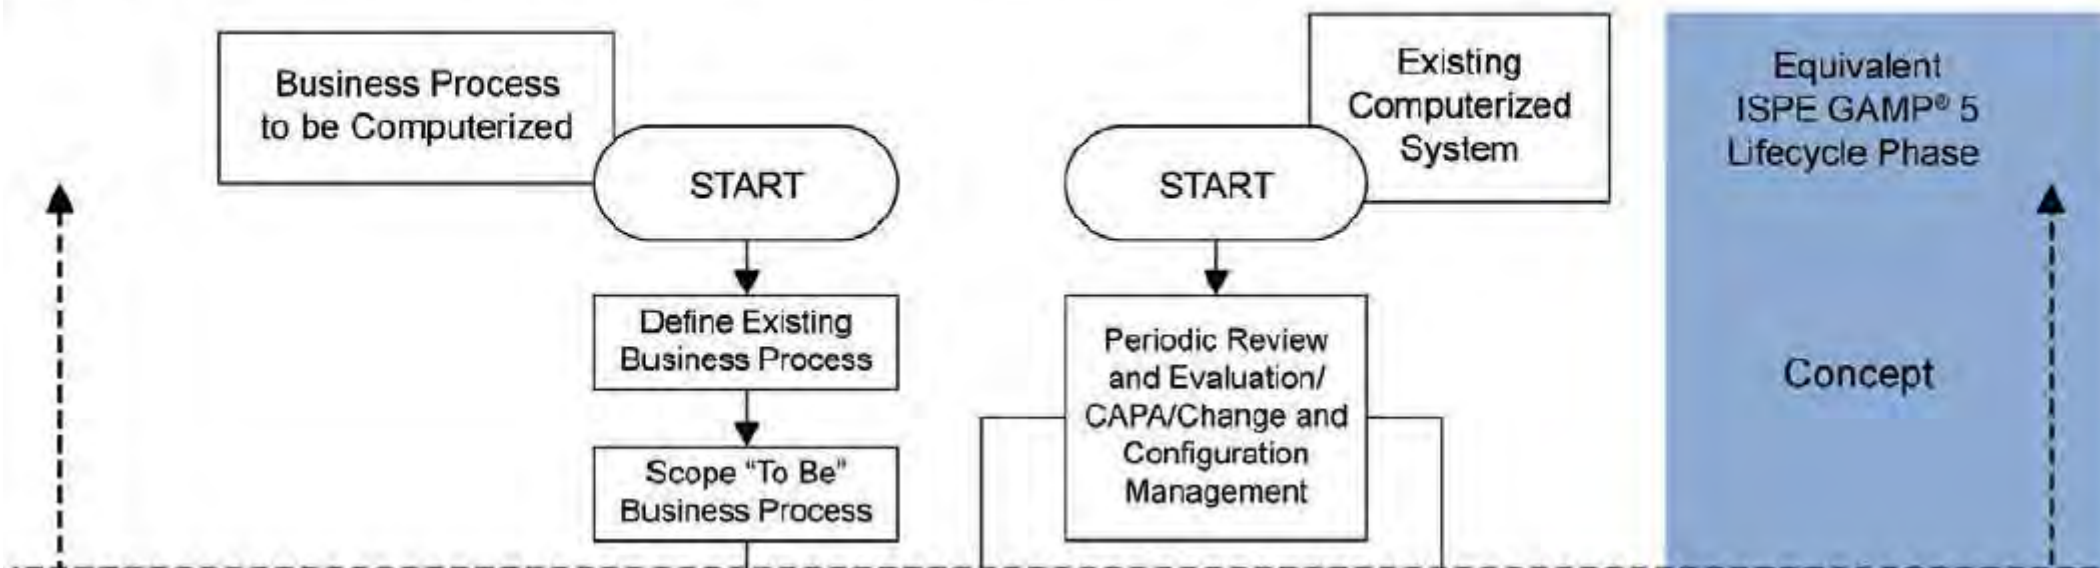 Business Process
to be Computerized
START
Define Existing
Business Process
Scope “To Be”
Business Process
Existing
Computerized
System
START
Periodic Review
and Evaluation/
CAPA/Change and
Configuration
Management
Equivalent
ISPE GAMP® 5
Lifecycle Phase
Concept